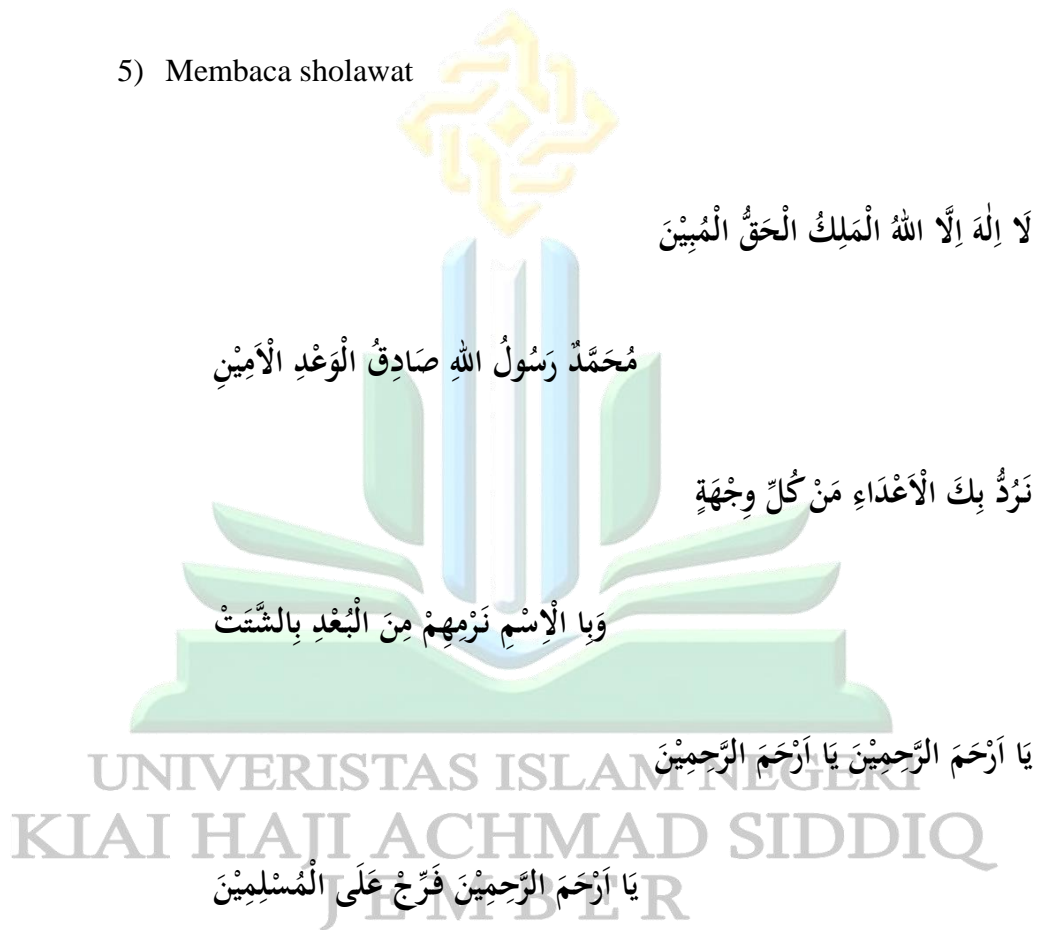 5) Membaca sholawat
لَا اِلٰهَ اِلَّا اللهُ الْمَلِكُ الْحَقُّ الْمُبِيْنَ
مُحَمَّدٌ رَسُولُ اللهِ صَادِقُ الْوَعْدِ الْاَمِيْنِ
نَرُدُّ بِكَ الْاَعْدَاءِ مَنْ كُلِّ وِجْهَةٍ
وَبِا الْاِسْمِ نَرْمِهِمْ مِنَ الْبُعْدِ بِالشَّتَتْ
يَا اَرْحَمَ الرَّحِمِيْنَ يَا اَرْحَمَ الرَّحِمِيْنَ
UNIVERISTAS ISLAM NEGERI
KIAI HAJI ACHMAD SIDDIQ
يَا اَرْحَمَ الرَّحِمِيْنَ فَرِّجْ عَلَى الْمُسْلِمِيْنَ
JEMBER